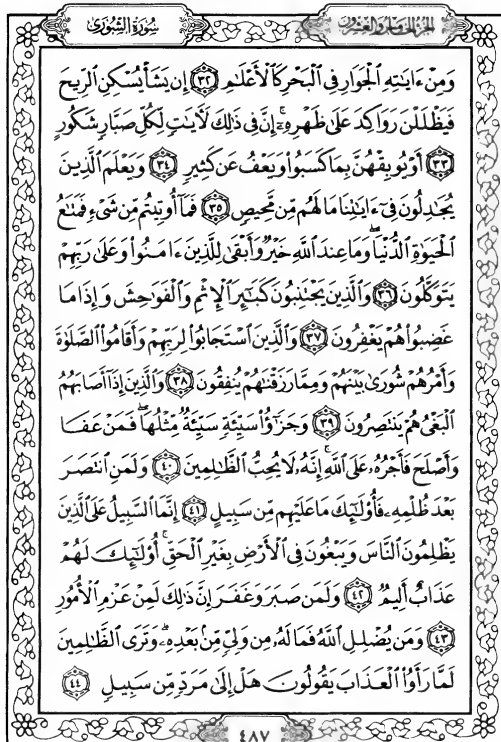 الجزء الخامس والعشرون
سُورَةُ الشُّورَىٰ
وَمِنْ ءَايَٰتِهِ ٱلْجَوَارِ فِى ٱلْبَحْرِ كَٱلْأَعْلَٰمِ ٣٢ إِن يَشَأْ يُسْكِنِ ٱلرِّيحَ
فَيَظْلَلْنَ رَوَاكِدَ عَلَىٰ ظَهْرِهِۦٓ ۚ إِنَّ فِى ذَٰلِكَ لَءَايَٰتٍ لِّكُلِّ صَبَّارٍ شَكُورٍ
٣٣ أَوْ يُوبِقْهُنَّ بِمَا كَسَبُوا۟ وَيَعْفُ عَن كَثِيرٍ ٣٤ وَيَعْلَمَ ٱلَّذِينَ
يُجَٰدِلُونَ فِىٓ ءَايَٰتِنَا مَا لَهُم مِّن مَّحِيصٍ ٣٥ فَمَآ أُوتِيتُم مِّن شَىْءٍ فَمَتَٰعُ
ٱلْحَيَوٰةِ ٱلدُّنْيَا ۖ وَمَا عِندَ ٱللَّهِ خَيْرٌ وَأَبْقَىٰ لِلَّذِينَ ءَامَنُوا۟ وَعَلَىٰ رَبِّهِمْ
يَتَوَكَّلُونَ ٣٦ وَٱلَّذِينَ يَجْتَنِبُونَ كَبَٰٓئِرَ ٱلْإِثْمِ وَٱلْفَوَٰحِشَ وَإِذَا مَا
غَضِبُوا۟ هُمْ يَغْفِرُونَ ٣٧ وَٱلَّذِينَ ٱسْتَجَابُوا۟ لِرَبِّهِمْ وَأَقَامُوا۟ ٱلصَّلَوٰةَ
وَأَمْرُهُمْ شُورَىٰ بَيْنَهُمْ وَمِمَّا رَزَقْنَٰهُمْ يُنفِقُونَ ٣٨ وَٱلَّذِينَ إِذَآ أَصَابَهُمُ
ٱلْبَغْىُ هُمْ يَنتَصِرُونَ ٣٩ وَجَزَٰٓؤُا۟ سَيِّئَةٍ سَيِّئَةٌ مِّثْلُهَا ۖ فَمَنْ عَفَا
وَأَصْلَحَ فَأَجْرُهُۥ عَلَى ٱللَّهِ ۚ إِنَّهُۥ لَا يُحِبُّ ٱلظَّٰلِمِينَ ٤٠ وَلَمَنِ ٱنتَصَرَ
بَعْدَ ظُلْمِهِۦ فَأُو۟لَٰٓئِكَ مَا عَلَيْهِم مِّن سَبِيلٍ ٤١ إِنَّمَا ٱلسَّبِيلُ عَلَى ٱلَّذِينَ
يَظْلِمُونَ ٱلنَّاسَ وَيَبْغُونَ فِى ٱلْأَرْضِ بِغَيْرِ ٱلْحَقِّ ۚ أُو۟لَٰٓئِكَ لَهُمْ
عَذَابٌ أَلِيمٌ ٤٢ وَلَمَن صَبَرَ وَغَفَرَ إِنَّ ذَٰلِكَ لَمِنْ عَزْمِ ٱلْأُمُورِ
٤٣ وَمَن يُضْلِلِ ٱللَّهُ فَمَا لَهُۥ مِن وَلِىٍّ مِّنۢ بَعْدِهِۦ ۗ وَتَرَى ٱلظَّٰلِمِينَ
لَمَّا رَأَوُا۟ ٱلْعَذَابَ يَقُولُونَ هَلْ إِلَىٰ مَرَدٍّ مِّن سَبِيلٍ ٤٤
٤٨٧